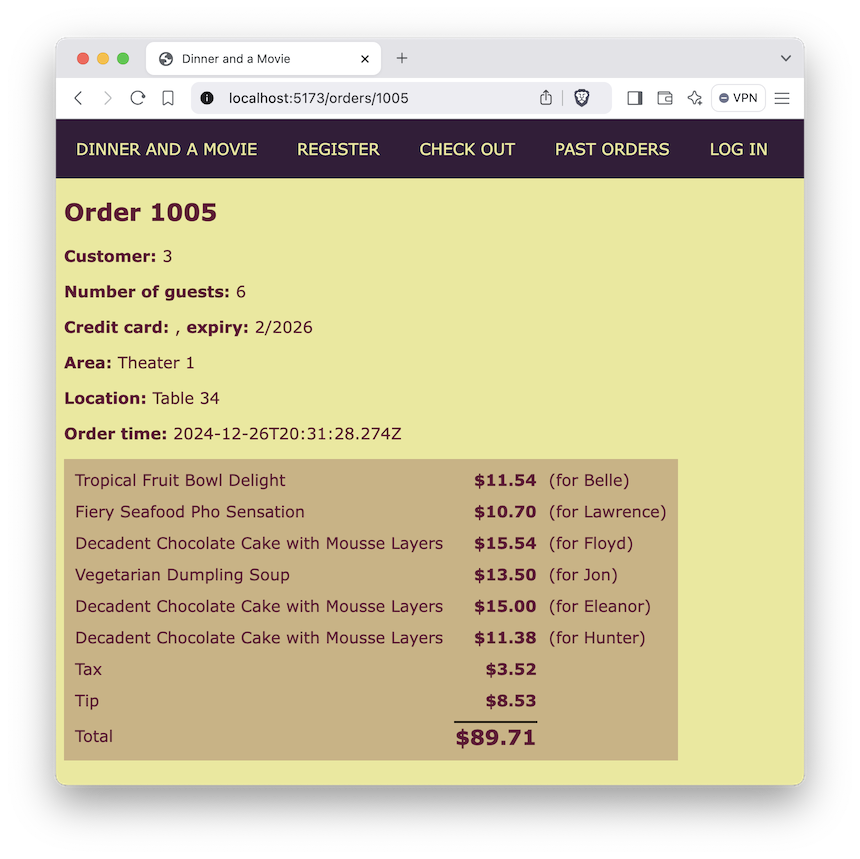 Dinner and a Movie
localhost:5173/orders/1005
VPN
DINNER AND A MOVIE REGISTER CHECK OUT PAST ORDERS LOG IN
Order 1005
Customer: 3
Number of guests: 6
Credit card: , expiry: 2/2026
Area: Theater 1
Location: Table 34
Order time: 2024-12-26T20:31:28.274Z
Tropical Fruit Bowl Delight $11.54 (for Belle)
Fiery Seafood Pho Sensation $10.70 (for Lawrence)
Decadent Chocolate Cake with Mousse Layers $15.54 (for Floyd)
Vegetarian Dumpling Soup $13.50 (for Jon)
Decadent Chocolate Cake with Mousse Layers $15.00 (for Eleanor)
Decadent Chocolate Cake with Mousse Layers $11.38 (for Hunter)
Tax $3.52
Tip $8.53
Total $89.71